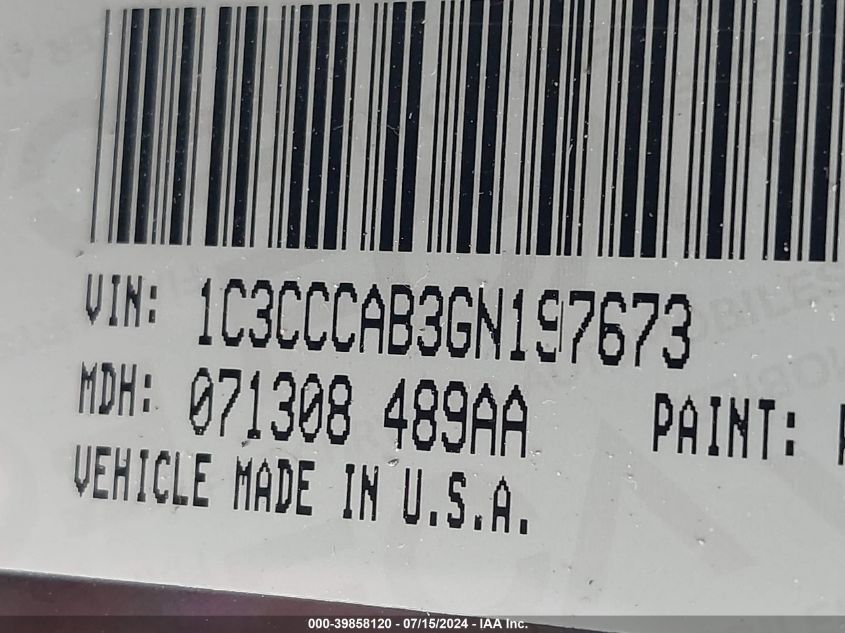 VIN: 1C3CCCAB3GN197673
MDH: 071308 489AA PAINT:
VEHICLE MADE IN U.S.A.
000-39858120 - 07/15/2024 - IAA Inc.